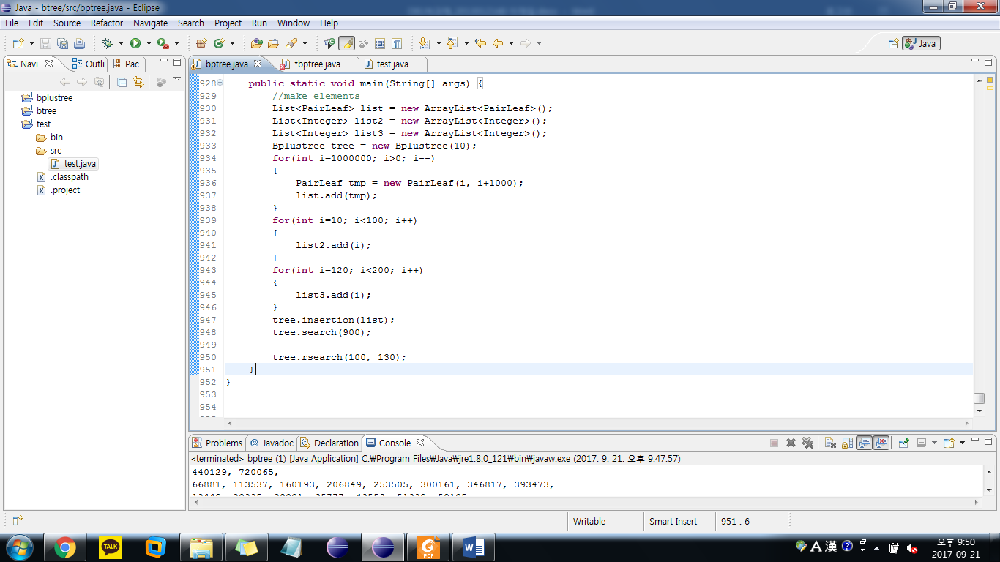 Java - btree/src/bptree.java - Eclipse
File Edit Source Refactor Navigate Search Project Run Window Help
Java
Navi Outli Pac
bplustree
btree
test
bin
src
test.java
.classpath
.project
bptree.java *bptree.java test.java
928 public static void main(String[] args) {
929 //make elements
930 List<PairLeaf> list = new ArrayList<PairLeaf>();
931 List<Integer> list2 = new ArrayList<Integer>();
932 List<Integer> list3 = new ArrayList<Integer>();
933 Bplustree tree = new Bplustree(10);
934 for(int i=1000000; i>0; i--)
935 {
936 PairLeaf tmp = new PairLeaf(i, i+1000);
937 list.add(tmp);
938 }
939 for(int i=10; i<100; i++)
940 {
941 list2.add(i);
942 }
943 for(int i=120; i<200; i++)
944 {
945 list3.add(i);
946 }
947 tree.insertion(list);
948 tree.search(900);
949
950 tree.rsearch(100, 130);
951 }
952 }
953
954
Problems @ Javadoc Declaration Console
<terminated> bptree (1) [Java Application] C:₩Program Files₩Java₩jre1.8.0_121₩bin₩javaw.exe (2017. 9. 21. 오후 9:47:57)
440129, 720065,
66881, 113537, 160193, 206849, 253505, 300161, 346817, 393473,
Writable Smart Insert 951 : 6
TALK
PDF
A 漢
오후 9:50
2017-09-21